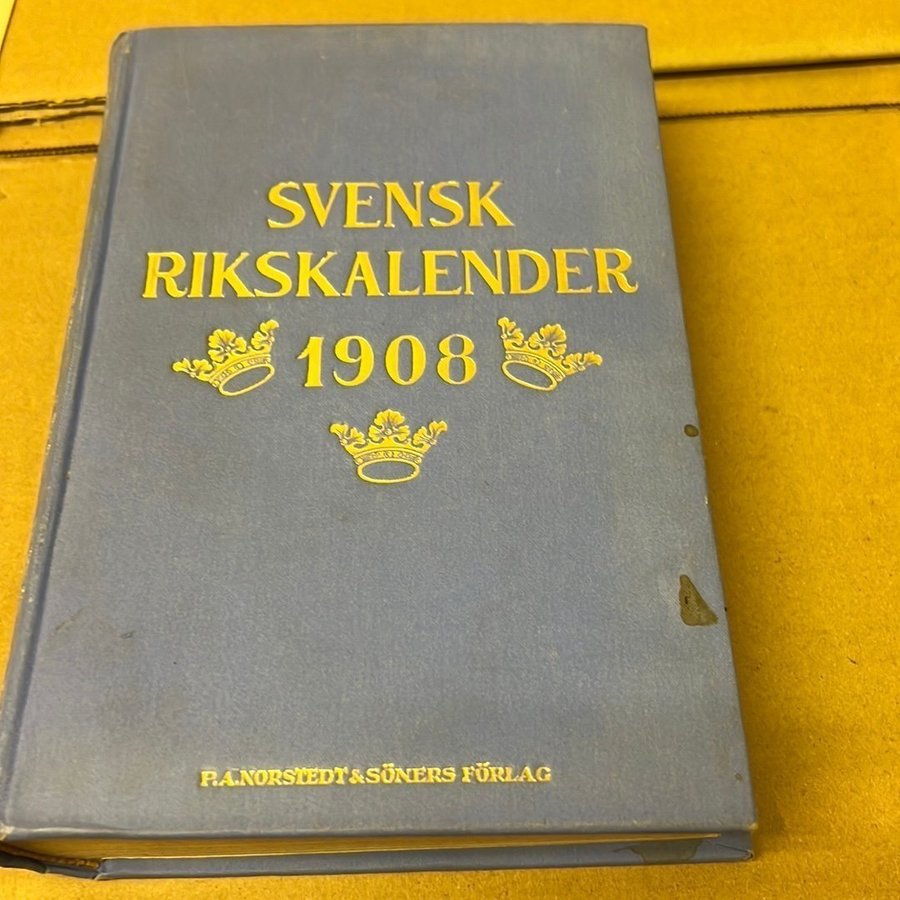 SVENSK
RIKSKALENDER
1908
P.A.NORSTEDT & SÖNERS FÖRLAG